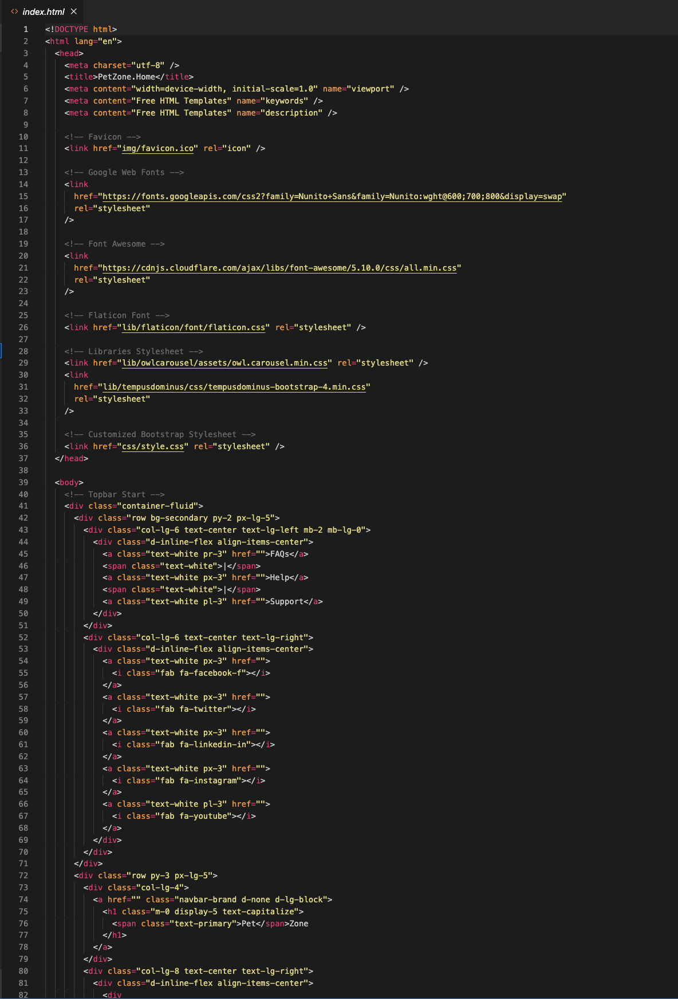 <> index.html ×
1 <!DOCTYPE html>
2 <html lang="en">
3 <head>
4 <meta charset="utf-8" />
5 <title>PetZone.Home</title>
6 <meta content="width=device-width, initial-scale=1.0" name="viewport" />
7 <meta content="Free HTML Templates" name="keywords" />
8 <meta content="Free HTML Templates" name="description" />
9
10 <!-- Favicon -->
11 <link href="img/favicon.ico" rel="icon" />
12
13 <!-- Google Web Fonts -->
14 <link
15 href="https://fonts.googleapis.com/css2?family=Nunito+Sans&family=Nunito:wght@600;700;800&display=swap"
16 rel="stylesheet"
17 />
18
19 <!-- Font Awesome -->
20 <link
21 href="https://cdnjs.cloudflare.com/ajax/libs/font-awesome/5.10.0/css/all.min.css"
22 rel="stylesheet"
23 />
24
25 <!-- Flaticon Font -->
26 <link href="lib/flaticon/font/flaticon.css" rel="stylesheet" />
27
28 <!-- Libraries Stylesheet -->
29 <link href="lib/owlcarousel/assets/owl.carousel.min.css" rel="stylesheet" />
30 <link
31 href="lib/tempusdominus/css/tempusdominus-bootstrap-4.min.css"
32 rel="stylesheet"
33 />
34
35 <!-- Customized Bootstrap Stylesheet -->
36 <link href="css/style.css" rel="stylesheet" />
37 </head>
38
39 <body>
40 <!-- Topbar Start -->
41 <div class="container-fluid">
42 <div class="row bg-secondary py-2 px-lg-5">
43 <div class="col-lg-6 text-center text-lg-left mb-2 mb-lg-0">
44 <div class="d-inline-flex align-items-center">
45 <a class="text-white pr-3" href="">FAQs</a>
46 <span class="text-white">|</span>
47 <a class="text-white px-3" href="">Help</a>
48 <span class="text-white">|</span>
49 <a class="text-white pl-3" href="">Support</a>
50 </div>
51 </div>
52 <div class="col-lg-6 text-center text-lg-right">
53 <div class="d-inline-flex align-items-center">
54 <a class="text-white px-3" href="">
55 <i class="fab fa-facebook-f"></i>
56 </a>
57 <a class="text-white px-3" href="">
58 <i class="fab fa-twitter"></i>
59 </a>
60 <a class="text-white px-3" href="">
61 <i class="fab fa-linkedin-in"></i>
62 </a>
63 <a class="text-white px-3" href="">
64 <i class="fab fa-instagram"></i>
65 </a>
66 <a class="text-white pl-3" href="">
67 <i class="fab fa-youtube"></i>
68 </a>
69 </div>
70 </div>
71 </div>
72 <div class="row py-3 px-lg-5">
73 <div class="col-lg-4">
74 <a href="" class="navbar-brand d-none d-lg-block">
75 <h1 class="m-0 display-5 text-capitalize">
76 <span class="text-primary">Pet</span>Zone
77 </h1>
78 </a>
79 </div>
80 <div class="col-lg-8 text-center text-lg-right">
81 <div class="d-inline-flex align-items-center">
82 <div